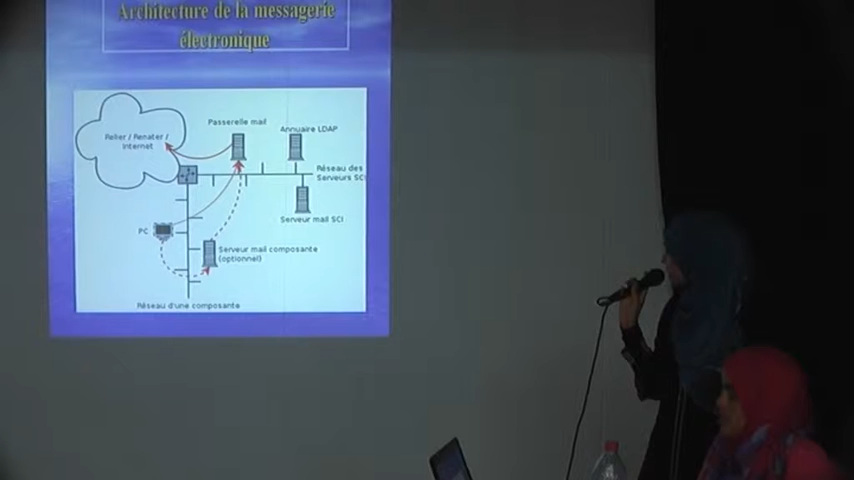 Architecture de la messagerie
électronique
Passerelle mail
Annuaire LDAP
Relier / Renater /
Internet
Réseau des
Serveurs SCI
Serveur mail SCI
PC
Serveur mail composante
(optionnel)
Réseau d'une composante